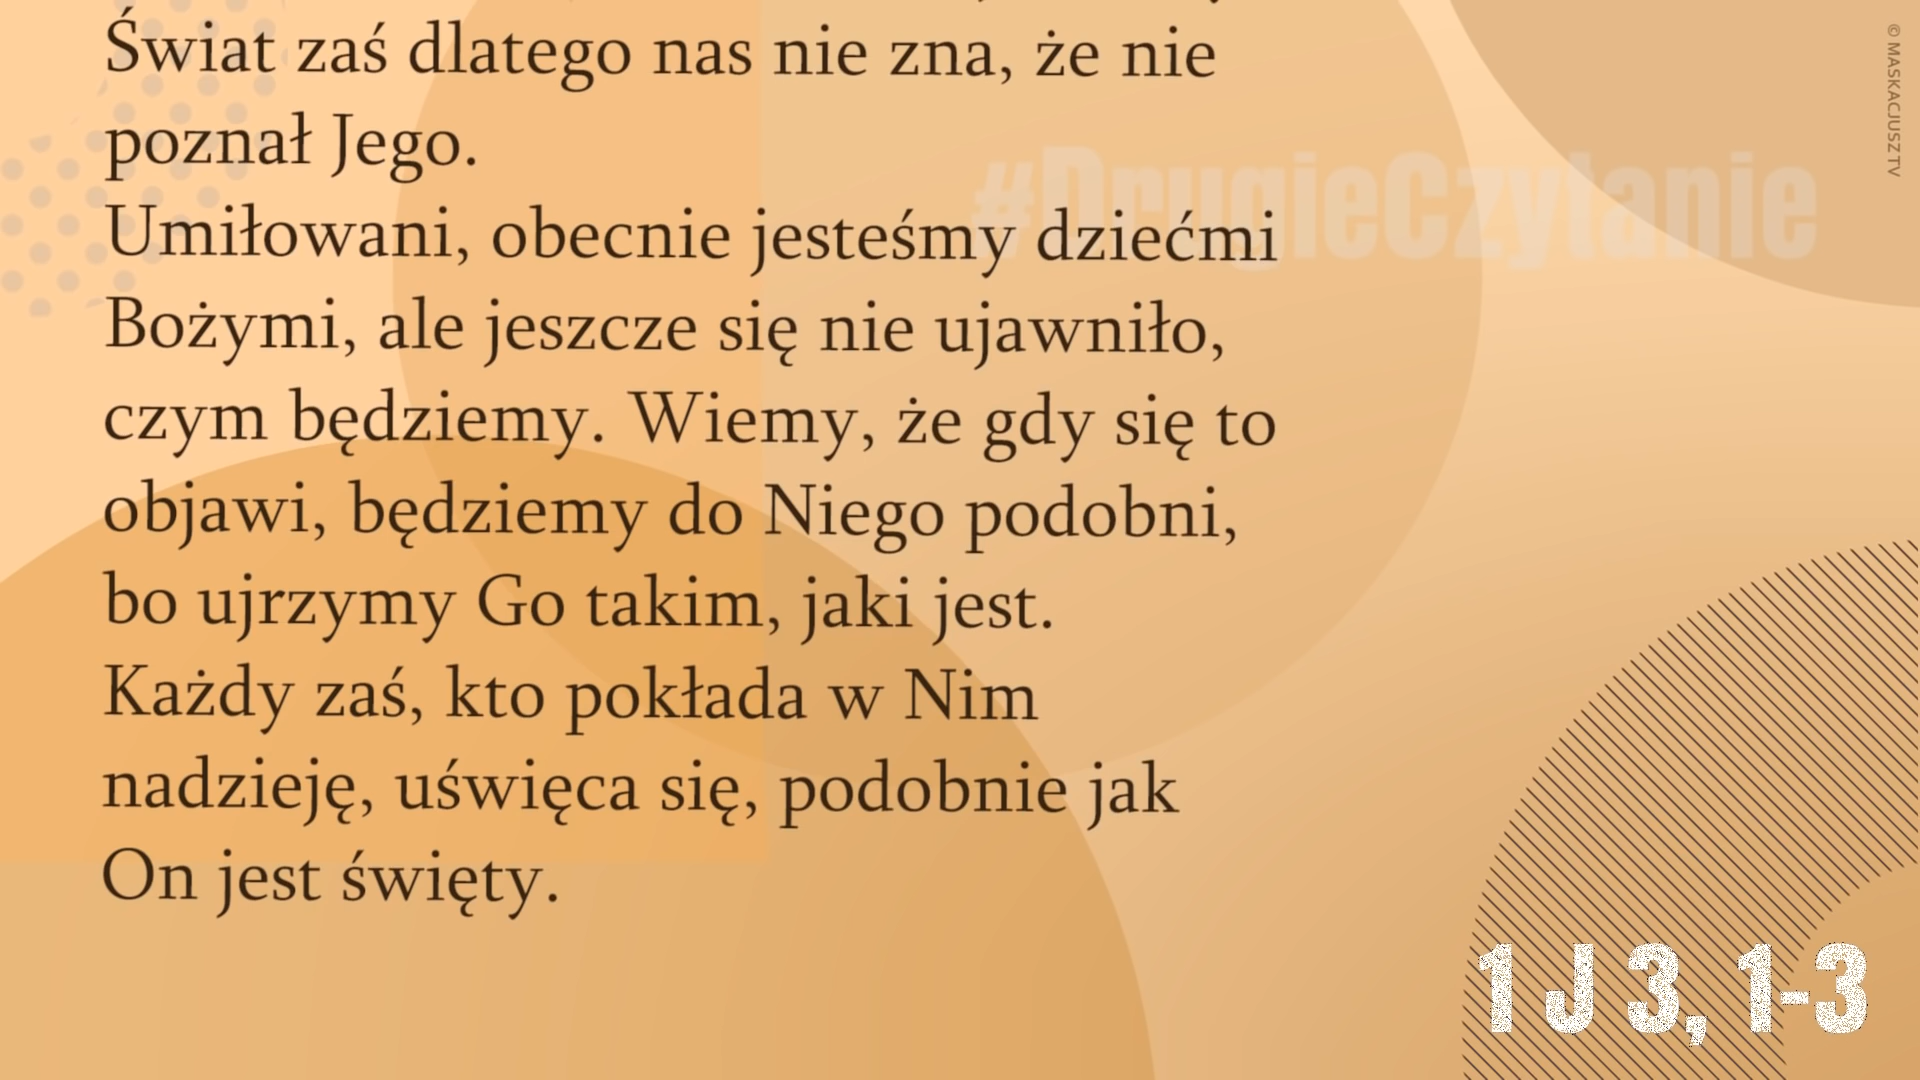 Świat zaś dlatego nas nie zna, że nie
poznał Jego.
Umiłowani, obecnie jesteśmy dziećmi
Bożymi, ale jeszcze się nie ujawniło,
czym będziemy. Wiemy, że gdy się to
objawi, będziemy do Niego podobni,
bo ujrzymy Go takim, jaki jest.
Każdy zaś, kto pokłada w Nim
nadzieję, uświęca się, podobnie jak
On jest święty.
#DrugieCzytanie
© MASKACJUSZ TV
1 J 3, 1-3